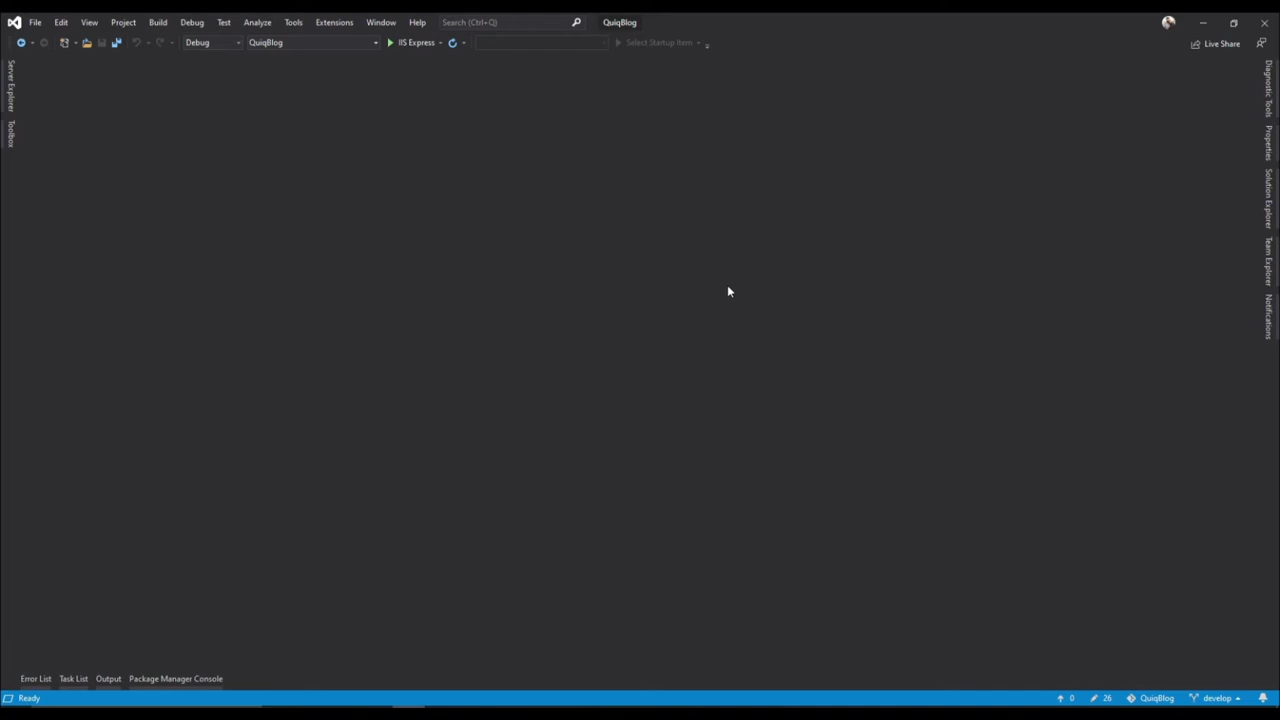 File Edit View Project Build Debug Test Analyze Tools Extensions Window Help Search (Ctrl+Q) QuiqBlog
Debug QuiqBlog IIS Express Select Startup Item Live Share
Server Explorer
Toolbox
Diagnostic Tools
Properties
Solution Explorer
Team Explorer
Notifications
Error List Task List Output Package Manager Console
Ready 0 26 QuiqBlog develop